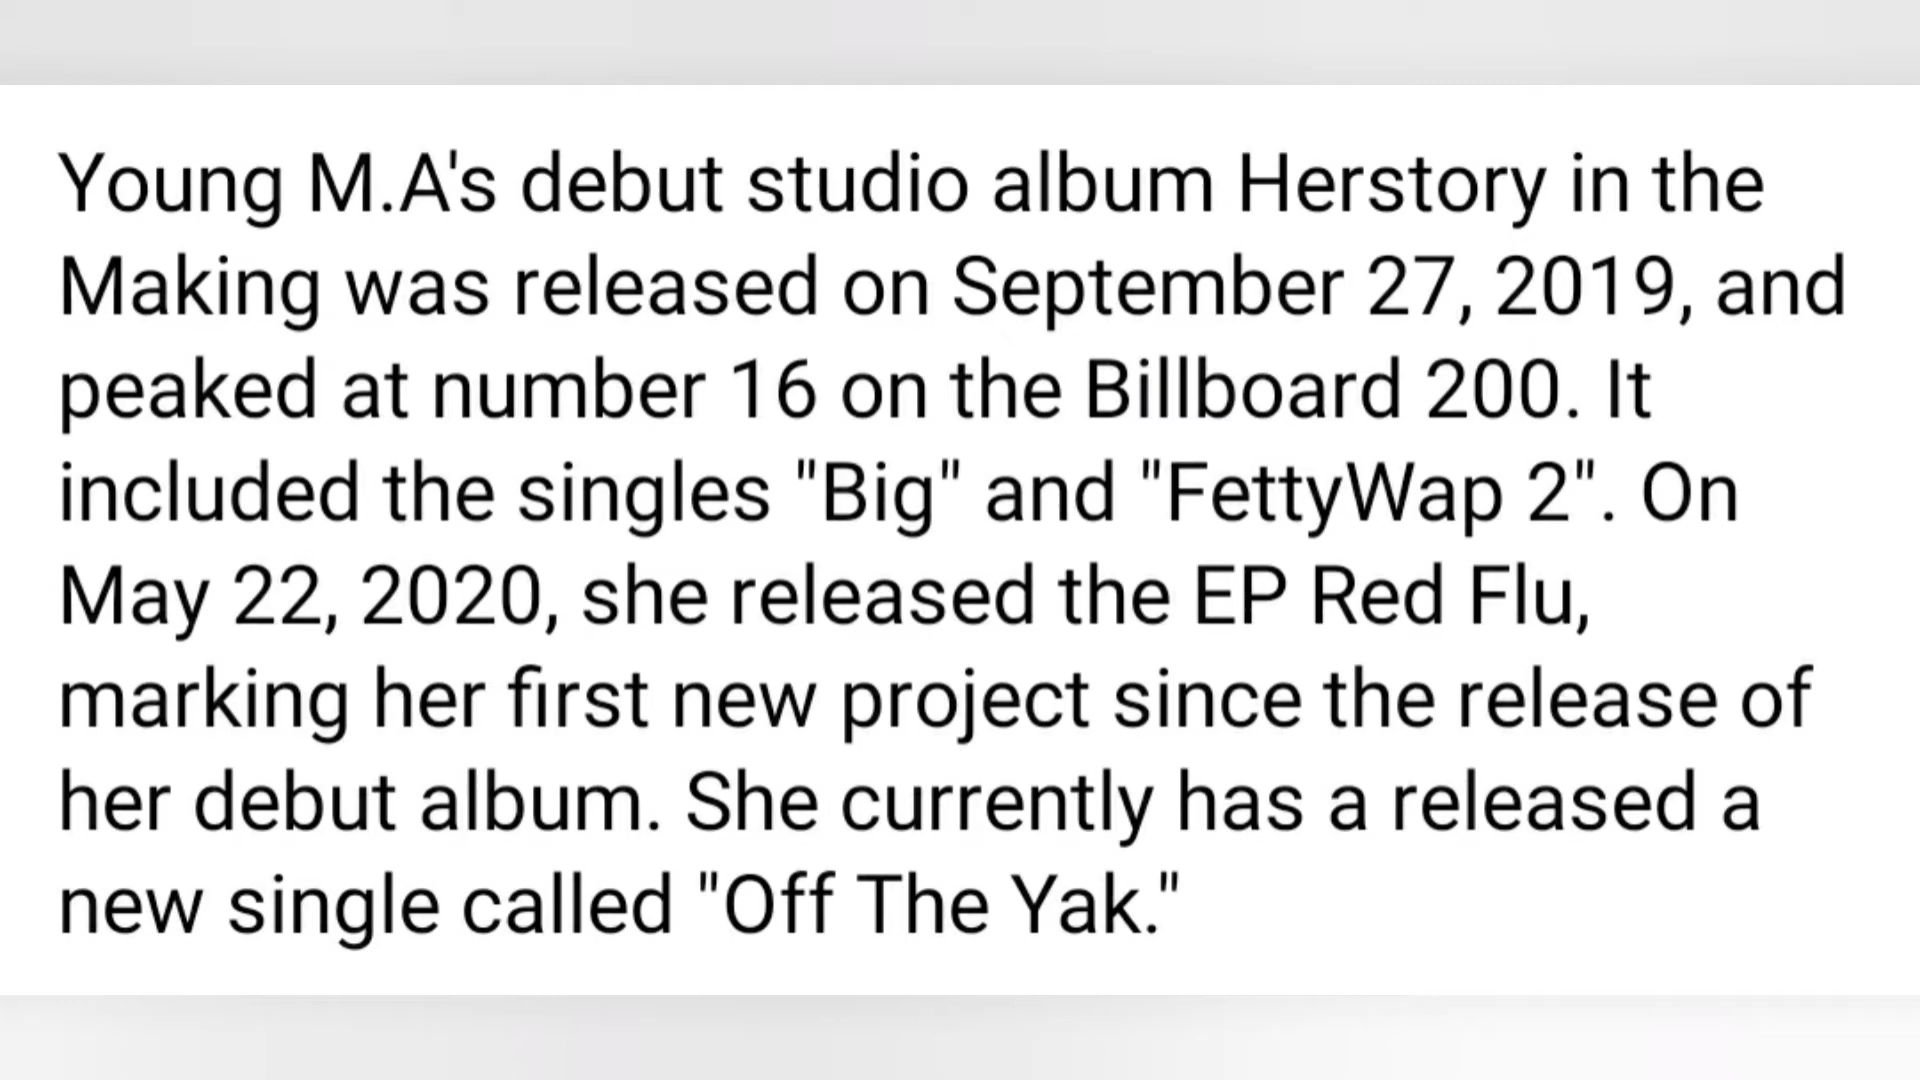 Young M.A's debut studio album Herstory in the
Making was released on September 27, 2019, and
peaked at number 16 on the Billboard 200. It
included the singles "Big" and "FettyWap 2". On
May 22, 2020, she released the EP Red Flu,
marking her first new project since the release of
her debut album. She currently has a released a
new single called "Off The Yak."